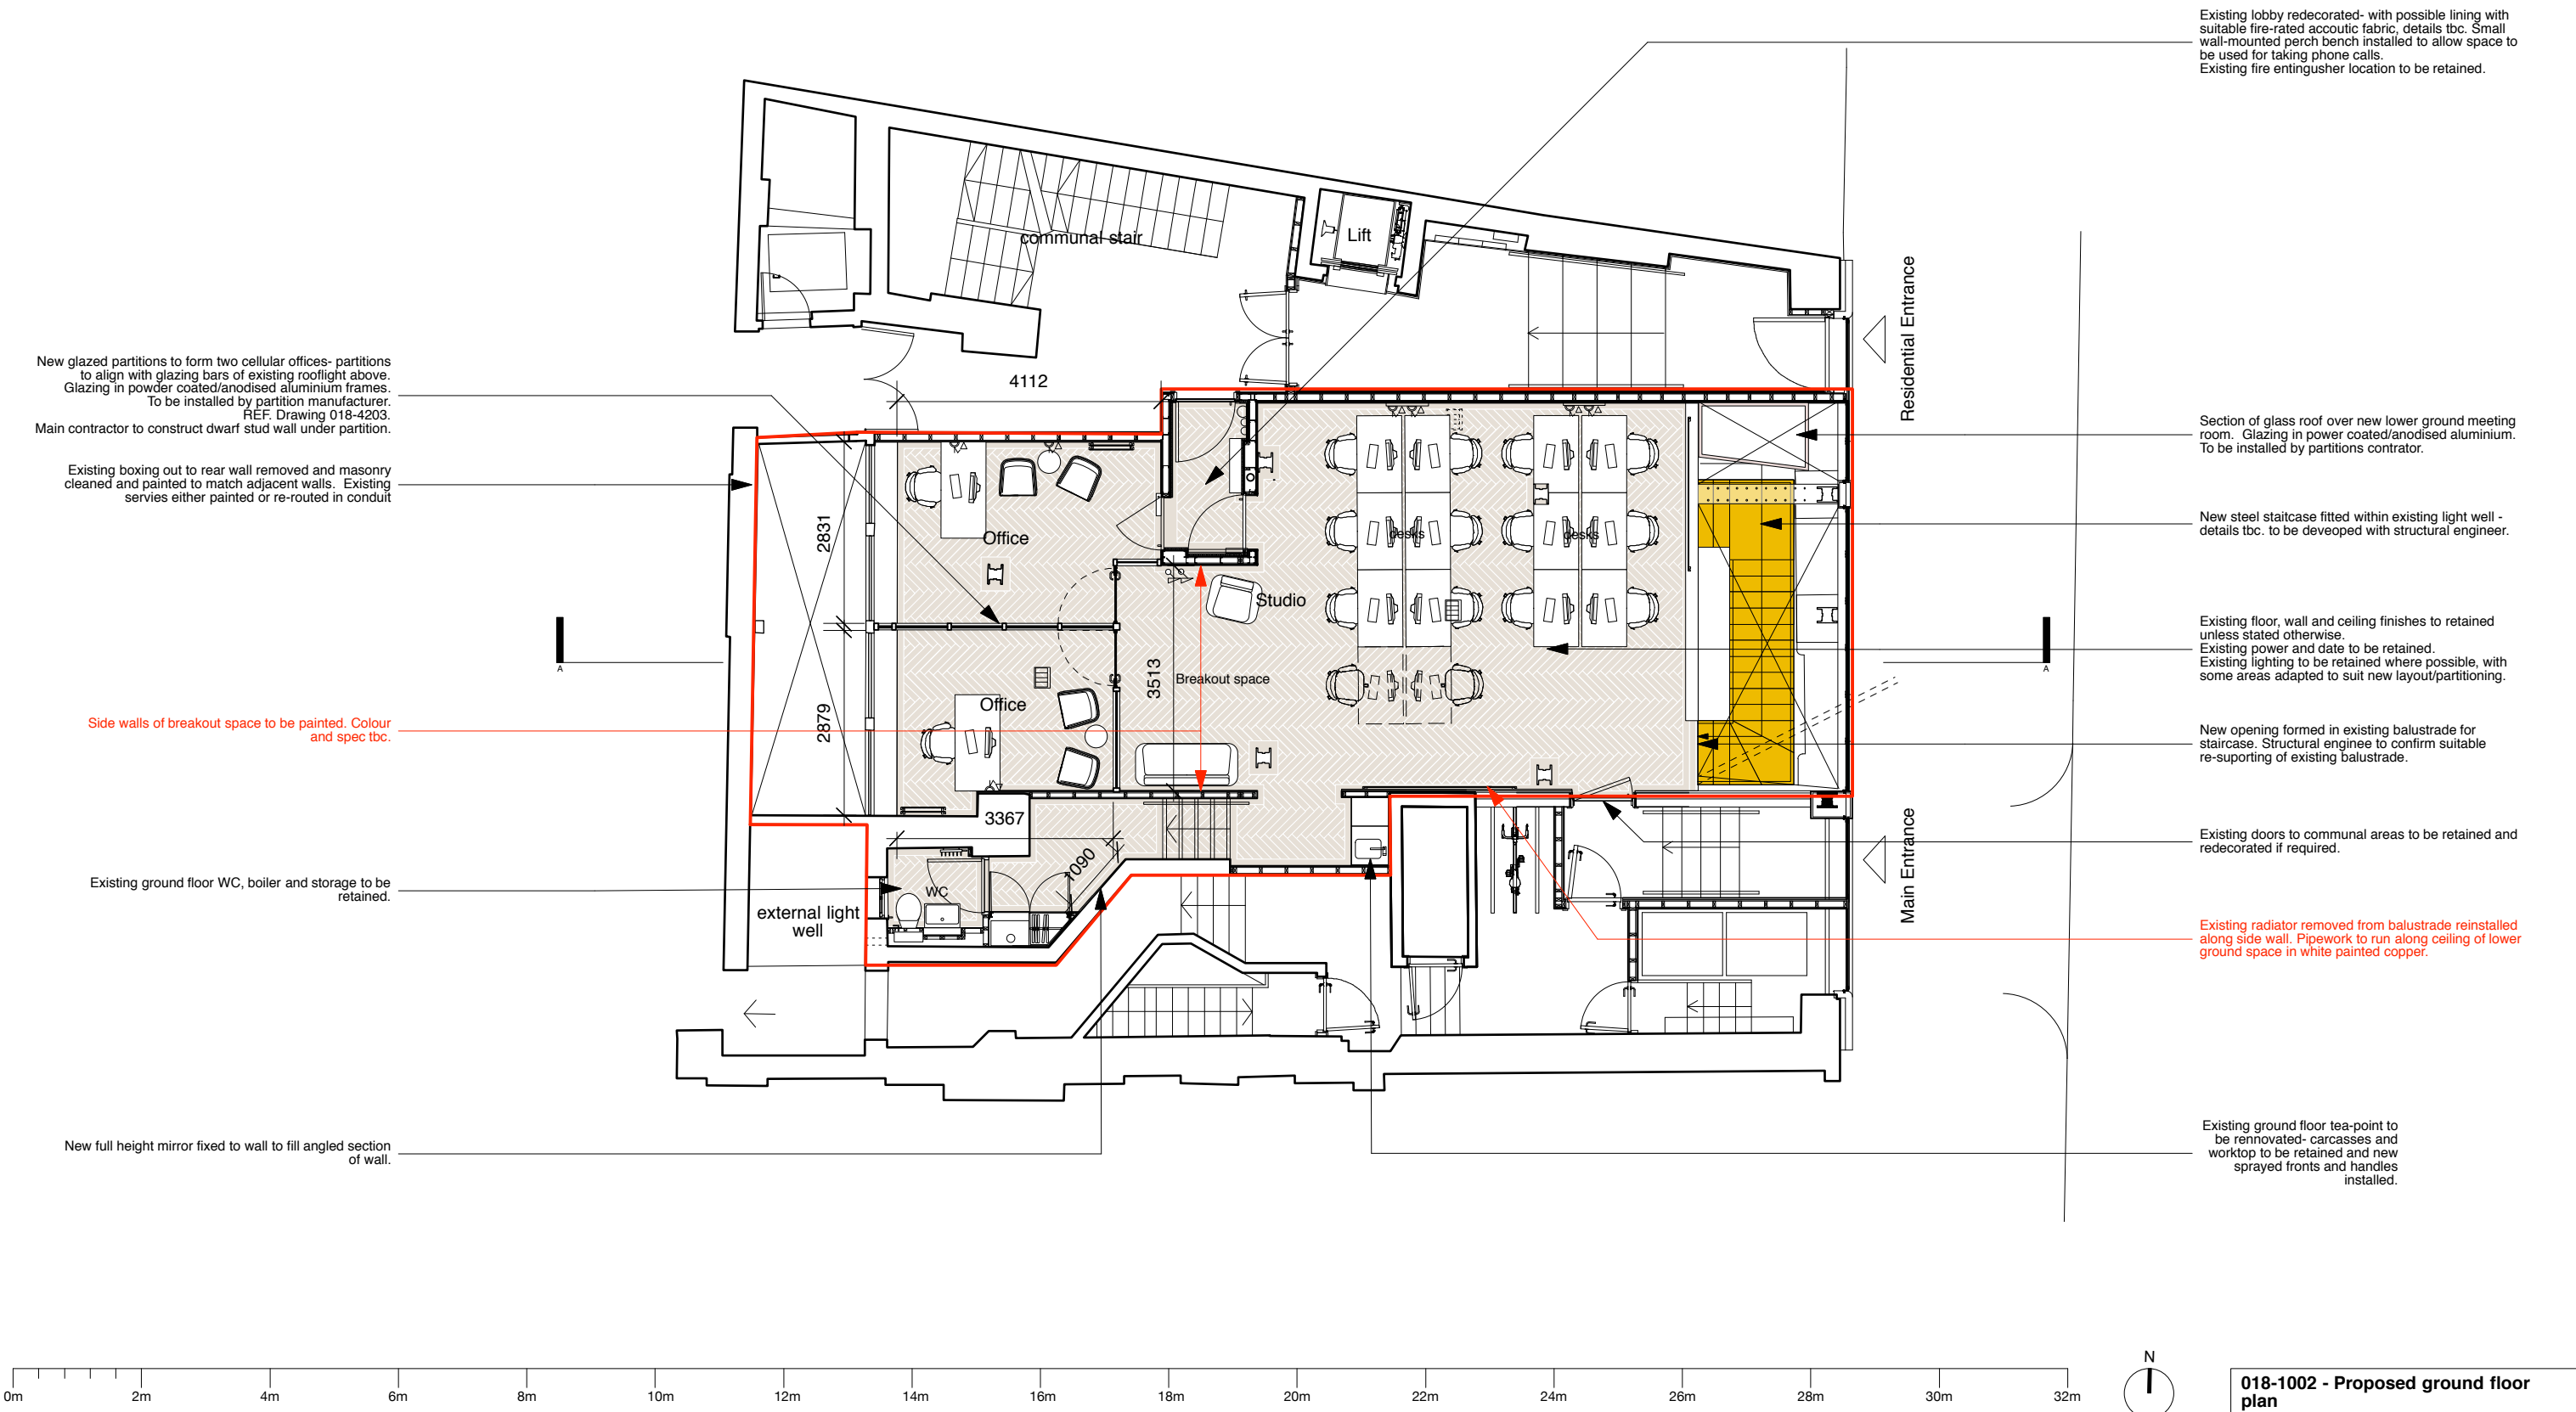 Existing lobby redecorated- with possible lining with
suitable fire-rated accoutic fabric, details tbc. Small
wall-mounted perch bench installed to allow space to
be used for taking phone calls.
Existing fire entingusher location to be retained.
communal stair
Lift
Residential Entrance
New glazed partitions to form two cellular offices- partitions
to align with glazing bars of existing rooflight above.
Glazing in powder coated/anodised aluminium frames.
To be installed by partition manufacturer.
REF. Drawing 018-4203.
Main contractor to construct dwarf stud wall under partition.
4112
Section of glass roof over new lower ground meeting
room.  Glazing in power coated/anodised aluminium.
To be installed by partitions contrator.
Existing boxing out to rear wall removed and masonry
cleaned and painted to match adjacent walls.  Existing
servies either painted or re-routed in conduit
2831
Office
desks
desks
New steel staitcase fitted within existing light well -
details tbc. to be deveoped with structural engineer.
Studio
A
A
Existing floor, wall and ceiling finishes to retained
unless stated otherwise.
Existing power and date to be retained.
Existing lighting to be retained where possible, with
some areas adapted to suit new layout/partitioning.
3513
Breakout space
Office
2879
Side walls of breakout space to be painted. Colour
and spec tbc.
New opening formed in existing balustrade for
staircase. Structural enginee to confirm suitable
re-suporting of existing balustrade.
3367
1090
Main Entrance
Existing doors to communal areas to be retained and
redecorated if required.
Existing ground floor WC, boiler and storage to be
retained.
WC
external light
well
Existing radiator removed from balustrade reinstalled
along side wall. Pipework to run along ceiling of lower
ground space in white painted copper.
New full height mirror fixed to wall to fill angled section
of wall.
Existing ground floor tea-point to
be rennovated- carcasses and
worktop to be retained and new
sprayed fronts and handles
installed.
0m 2m 4m 6m 8m 10m 12m 14m 16m 18m 20m 22m 24m 26m 28m 30m 32m
N
018-1002 - Proposed ground floor
plan